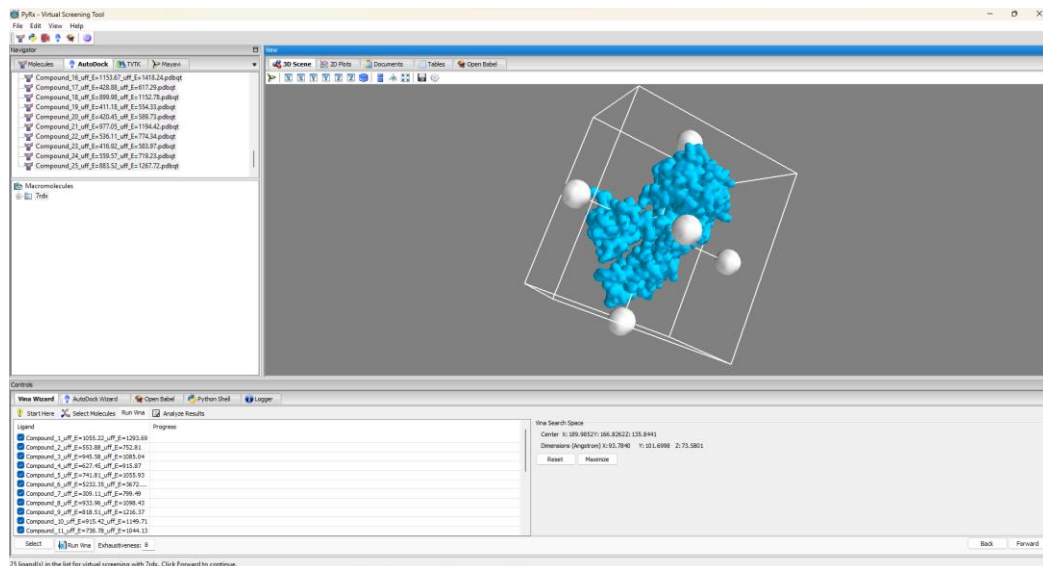 PyRx - Virtual Screening Tool
File Edit View Help
Navigator
View
Molecules AutoDock TVTK Mayavi
3D Scene 2D Plots Documents Tables Open Babel
Compound_16_uff_E=1153.67_uff_E=1418.24.pdbqt
Compound_17_uff_E=428.88_uff_E=617.29.pdbqt
Compound_18_uff_E=899.98_uff_E=1152.78.pdbqt
Compound_19_uff_E=411.18_uff_E=554.33.pdbqt
Compound_20_uff_E=420.45_uff_E=589.73.pdbqt
Compound_21_uff_E=977.05_uff_E=1194.42.pdbqt
Compound_22_uff_E=536.11_uff_E=774.34.pdbqt
Compound_23_uff_E=416.92_uff_E=583.97.pdbqt
Compound_24_uff_E=559.57_uff_E=719.23.pdbqt
Compound_25_uff_E=883.52_uff_E=1267.72.pdbqt
Macromolecules
7rdx
Controls
Vina Wizard AutoDock Wizard Open Babel Python Shell Logger
Start Here Select Molecules Run Vina Analyze Results
Ligand Progress
Compound_1_uff_E=1055.22_uff_E=1293.69
Compound_2_uff_E=553.88_uff_E=752.81
Compound_3_uff_E=945.58_uff_E=1085.04
Compound_4_uff_E=627.45_uff_E=915.87
Compound_5_uff_E=741.81_uff_E=1055.93
Compound_6_uff_E=5232.35_uff_E=3672....
Compound_7_uff_E=309.11_uff_E=799.49
Compound_8_uff_E=933.96_uff_E=1098.43
Compound_9_uff_E=818.51_uff_E=1216.37
Compound_10_uff_E=915.42_uff_E=1149.71
Compound_11_uff_E=738.78_uff_E=1044.13
Vina Search Space
Center X:189.9852Y:166.8262Z:135.8441
Dimensions (Angstrom) X:93.7840 Y:101.6998 Z:73.5801
Reset Maximize
Select Run Vina Exhaustiveness: 8
Back Forward
25 ligand(s) in the list for virtual screening with 7rdx. Click Forward to continue.